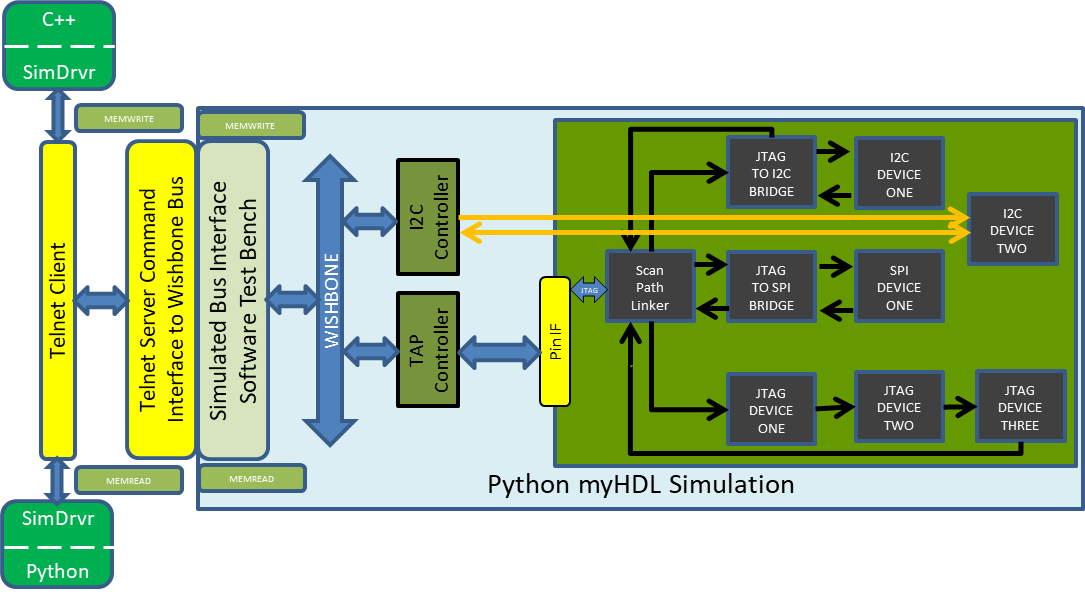 C++
SimDrvr
MEMWRITE
MEMWRITE
Telnet Client
Telnet Server Command
Interface to Wishbone Bus
Simulated Bus Interface
Software Test Bench
WISHBONE
I2C
Controller
TAP
Controller
Pin IF
JTAG
Scan
Path
Linker
JTAG
TO I2C
BRIDGE
I2C
DEVICE
ONE
I2C
DEVICE
TWO
JTAG
TO SPI
BRIDGE
SPI
DEVICE
ONE
JTAG
DEVICE
ONE
JTAG
DEVICE
TWO
JTAG
DEVICE
THREE
MEMREAD
MEMREAD
Python myHDL Simulation
SimDrvr
Python